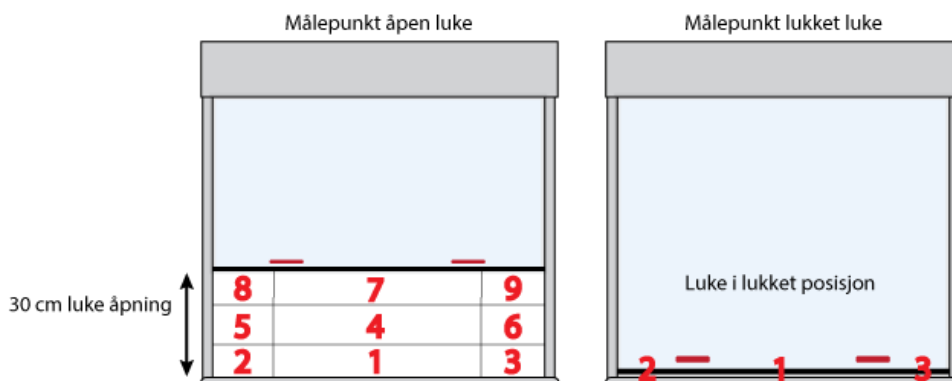 Målepunkt åpen luke
Målepunkt lukket luke
30 cm luke åpning
8 7 9
5 4 6
2 1 3
Luke i lukket posisjon
2 1 3